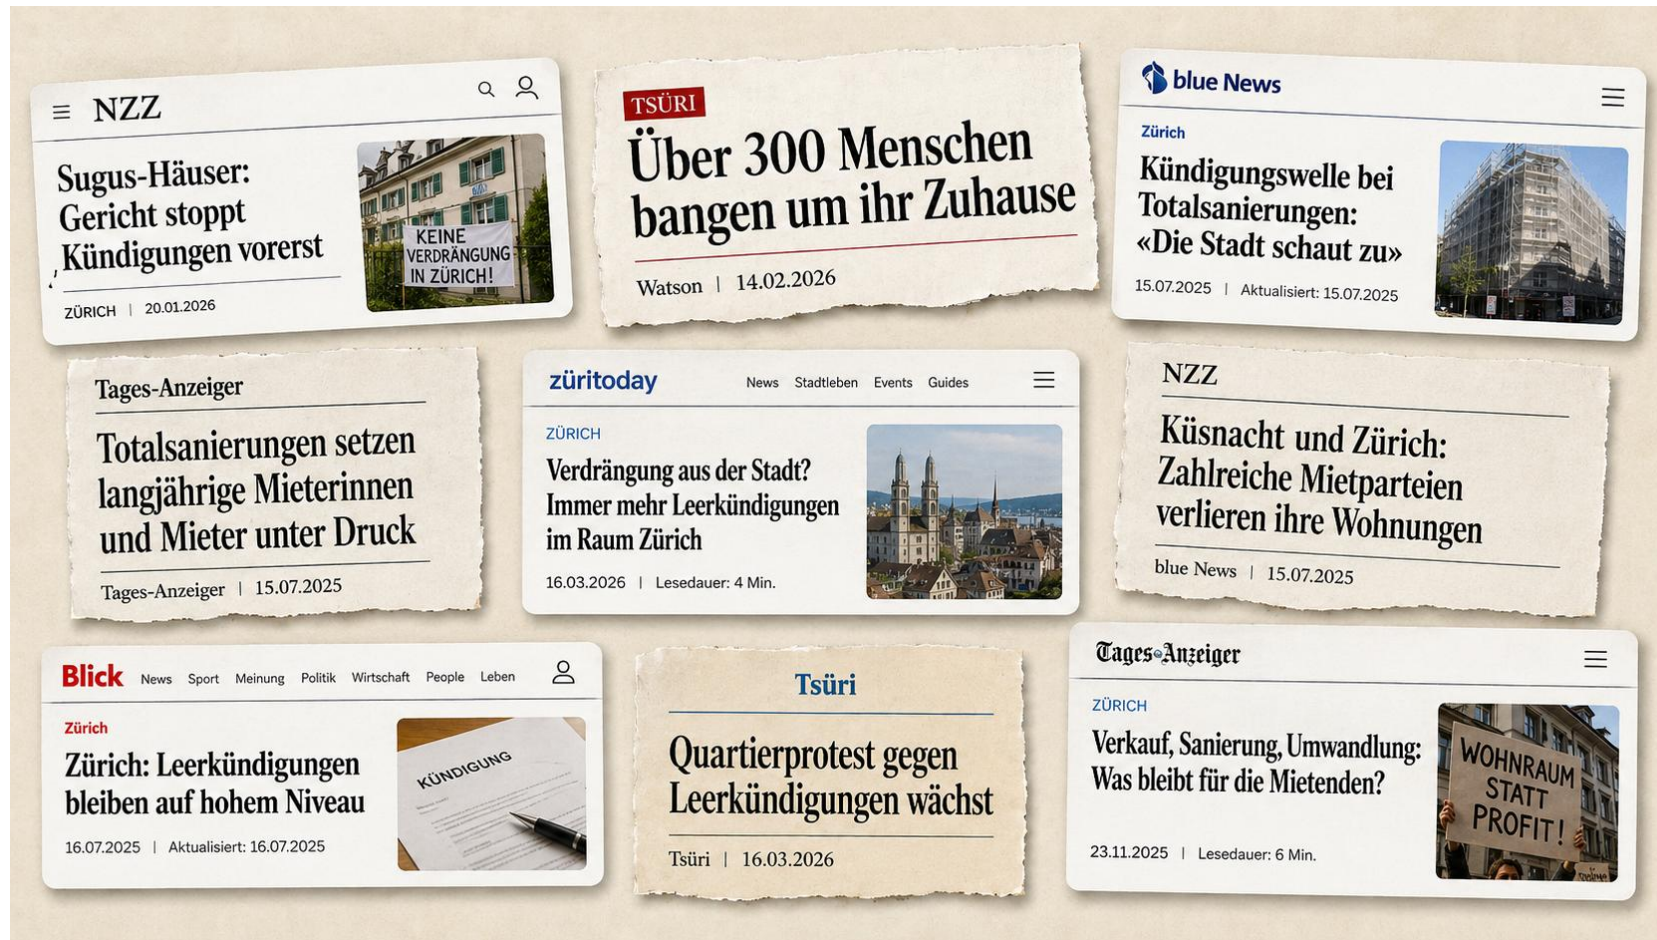 NZZ
Sugus-Häuser:
Gericht stoppt
Kündigungen vorerst
ZÜRICH | 20.01.2026
KEINE
VERDRÄNGUNG
IN ZÜRICH!
TSÜRI
Über 300 Menschen
bangen um ihr Zuhause
Watson | 14.02.2026
blue News
Zürich
Kündigungswelle bei
Totalsanierungen:
«Die Stadt schaut zu»
15.07.2025 | Aktualisiert: 15.07.2025
Tages-Anzeiger
Totalsanierungen setzen
langjährige Mieterinnen
und Mieter unter Druck
Tages-Anzeiger | 15.07.2025
züritoday News Stadtleben Events Guides
ZÜRICH
Verdrängung aus der Stadt?
Immer mehr Leerkündigungen
im Raum Zürich
16.03.2026 | Lesedauer: 4 Min.
NZZ
Küsnacht und Zürich:
Zahlreiche Mietparteien
verlieren ihre Wohnungen
blue News | 15.07.2025
Blick News Sport Meinung Politik Wirtschaft People Leben
Zürich
Zürich: Leerkündigungen
bleiben auf hohem Niveau
16.07.2025 | Aktualisiert: 16.07.2025
KÜNDIGUNG
Tsüri
Quartierprotest gegen
Leerkündigungen wächst
Tsüri | 16.03.2026
Tages-Anzeiger
ZÜRICH
Verkauf, Sanierung, Umwandlung:
Was bleibt für die Mietenden?
23.11.2025 | Lesedauer: 6 Min.
WOHNRAUM
STATT
PROFIT!